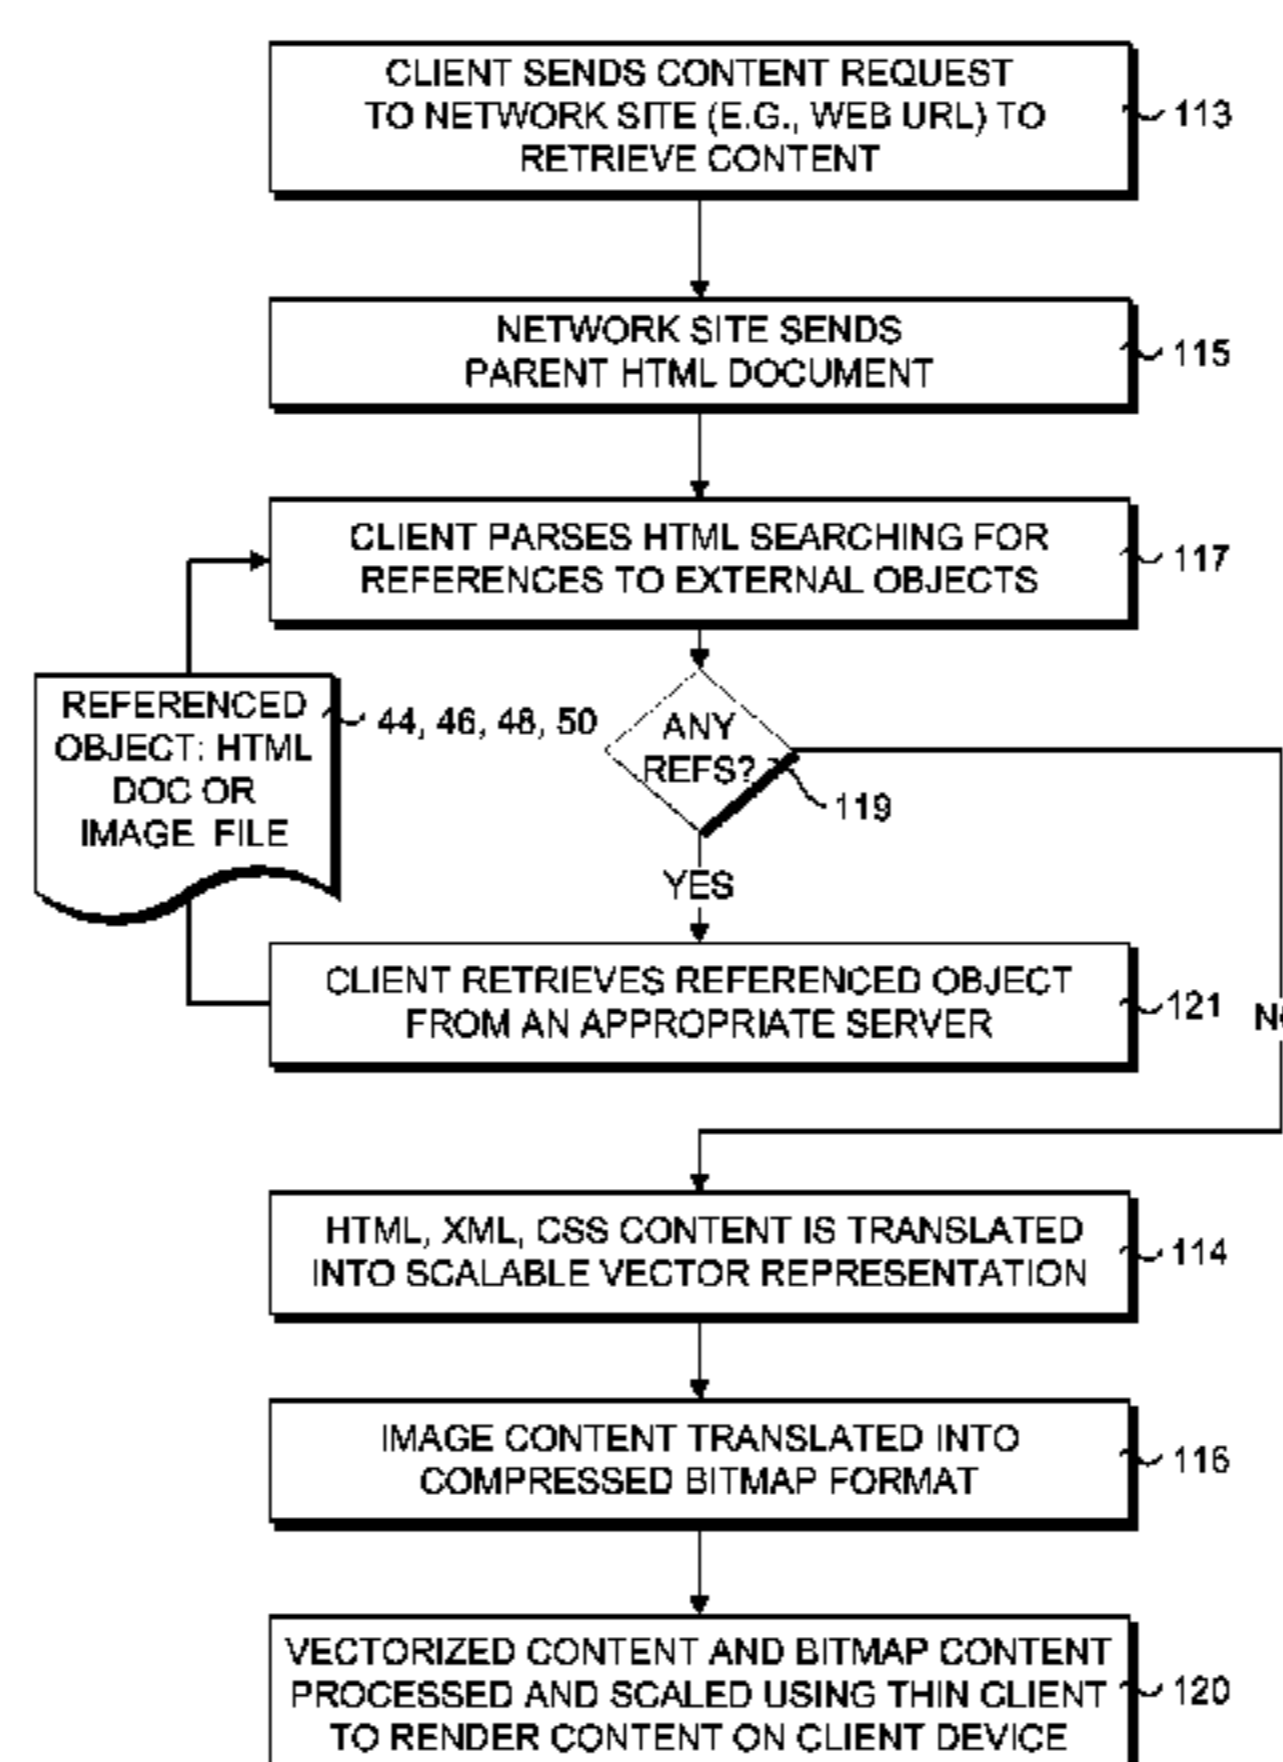 CLIENT SENDS CONTENT REQUEST
TO NETWORK SITE (E.G., WEB URL) TO
RETRIEVE CONTENT
113
NETWORK SITE SENDS
PARENT HTML DOCUMENT
115
CLIENT PARSES HTML SEARCHING FOR
REFERENCES TO EXTERNAL OBJECTS
117
REFERENCED
OBJECT: HTML
DOC OR
IMAGE FILE
44, 46, 48, 50
ANY
REFS?
119
YES
CLIENT RETRIEVES REFERENCED OBJECT
FROM AN APPROPRIATE SERVER
121
HTML, XML, CSS CONTENT IS TRANSLATED
INTO SCALABLE VECTOR REPRESENTATION
114
IMAGE CONTENT TRANSLATED INTO
COMPRESSED BITMAP FORMAT
116
VECTORIZED CONTENT AND BITMAP CONTENT
PROCESSED AND SCALED USING THIN CLIENT
TO RENDER CONTENT ON CLIENT DEVICE
120